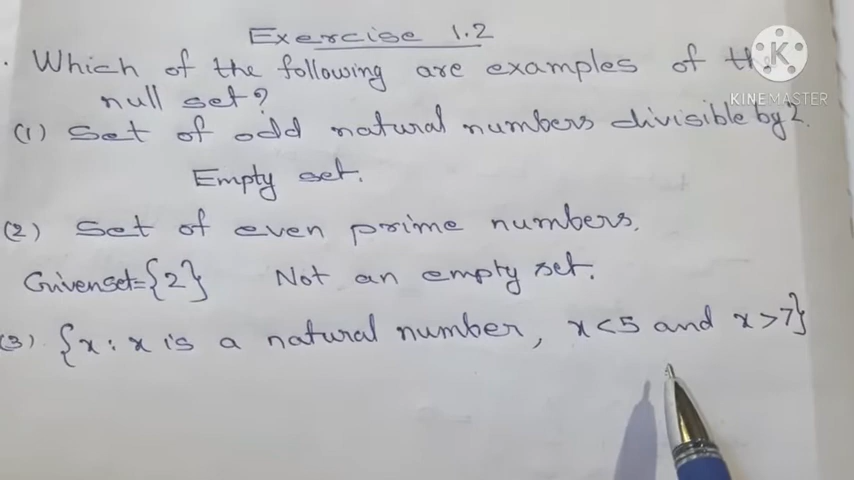 Exercise 1.2
. Which of the following are examples of the
null set?
KINEMASTER
(1) Set of odd natural numbers divisible by 2.
Empty set.
(2) Set of even prime numbers.
Given set = {2} Not an empty set.
(3) {x : x is a natural number, x < 5 and x > 7}